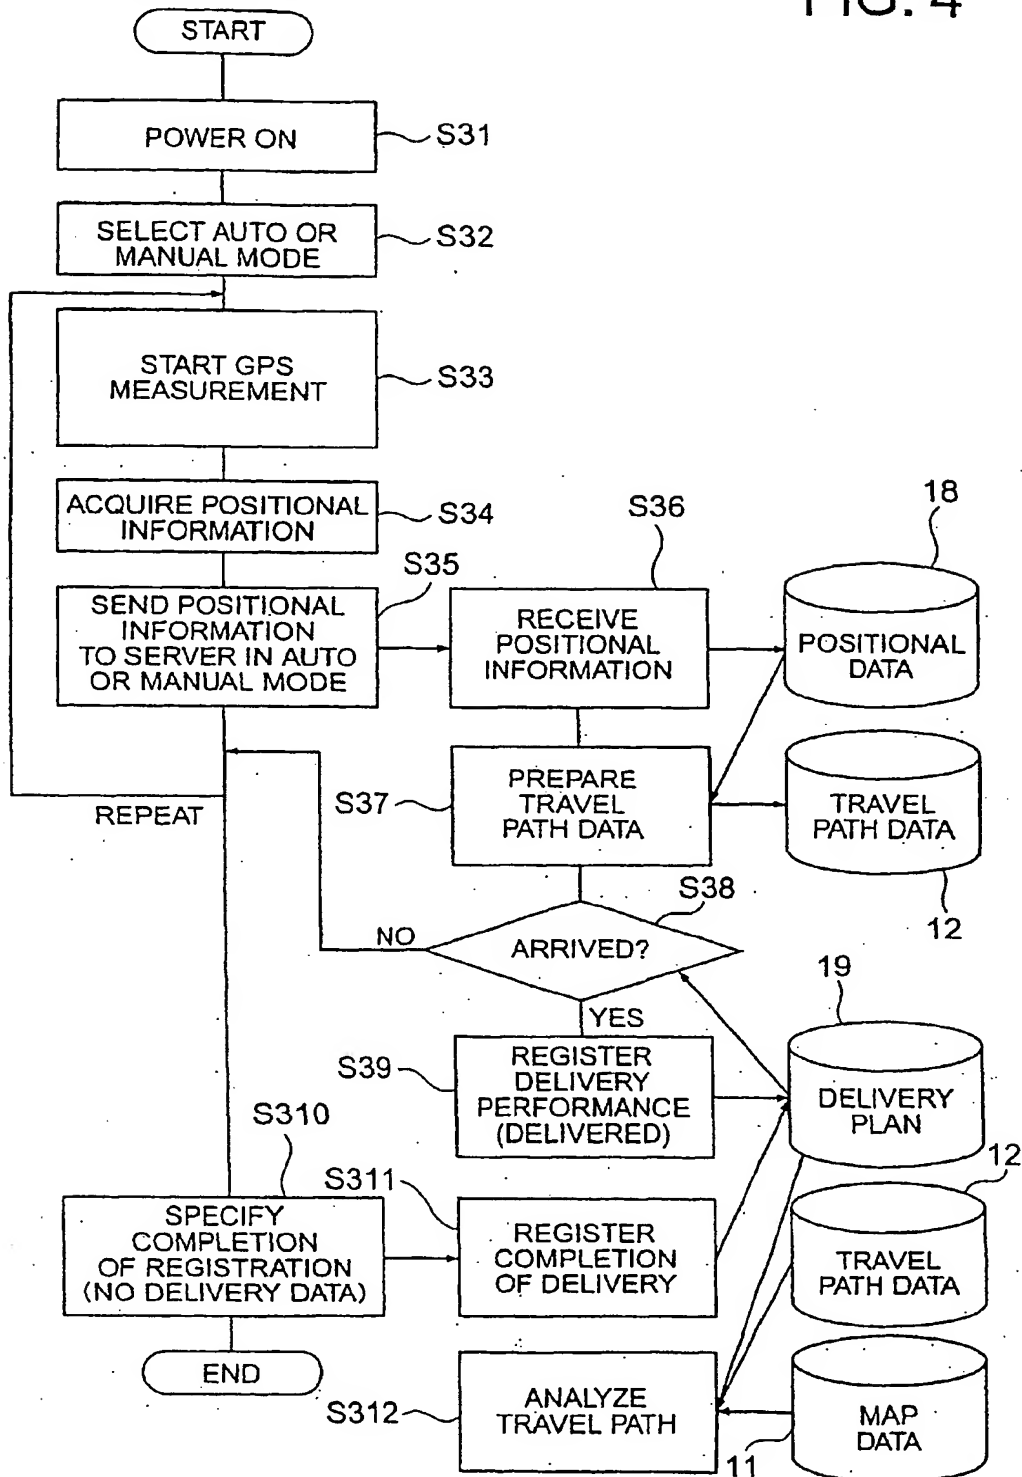 FIG. 4
START
POWER ON
S31
SELECT AUTO OR
MANUAL MODE
S32
START GPS
MEASUREMENT
S33
ACQUIRE POSITIONAL
INFORMATION
S34
SEND POSITIONAL
INFORMATION
TO SERVER IN AUTO
OR MANUAL MODE
S35
RECEIVE
POSITIONAL
INFORMATION
S36
POSITIONAL
DATA
18
REPEAT
S37
PREPARE
TRAVEL
PATH DATA
TRAVEL
PATH DATA
12
S38
NO
ARRIVED?
YES
S39
REGISTER
DELIVERY
PERFORMANCE
(DELIVERED)
19
DELIVERY
PLAN
S310
SPECIFY
COMPLETION
OF REGISTRATION
(NO DELIVERY DATA)
S311
REGISTER
COMPLETION
OF DELIVERY
12
TRAVEL
PATH DATA
END
S312
ANALYZE
TRAVEL PATH
MAP
DATA
11